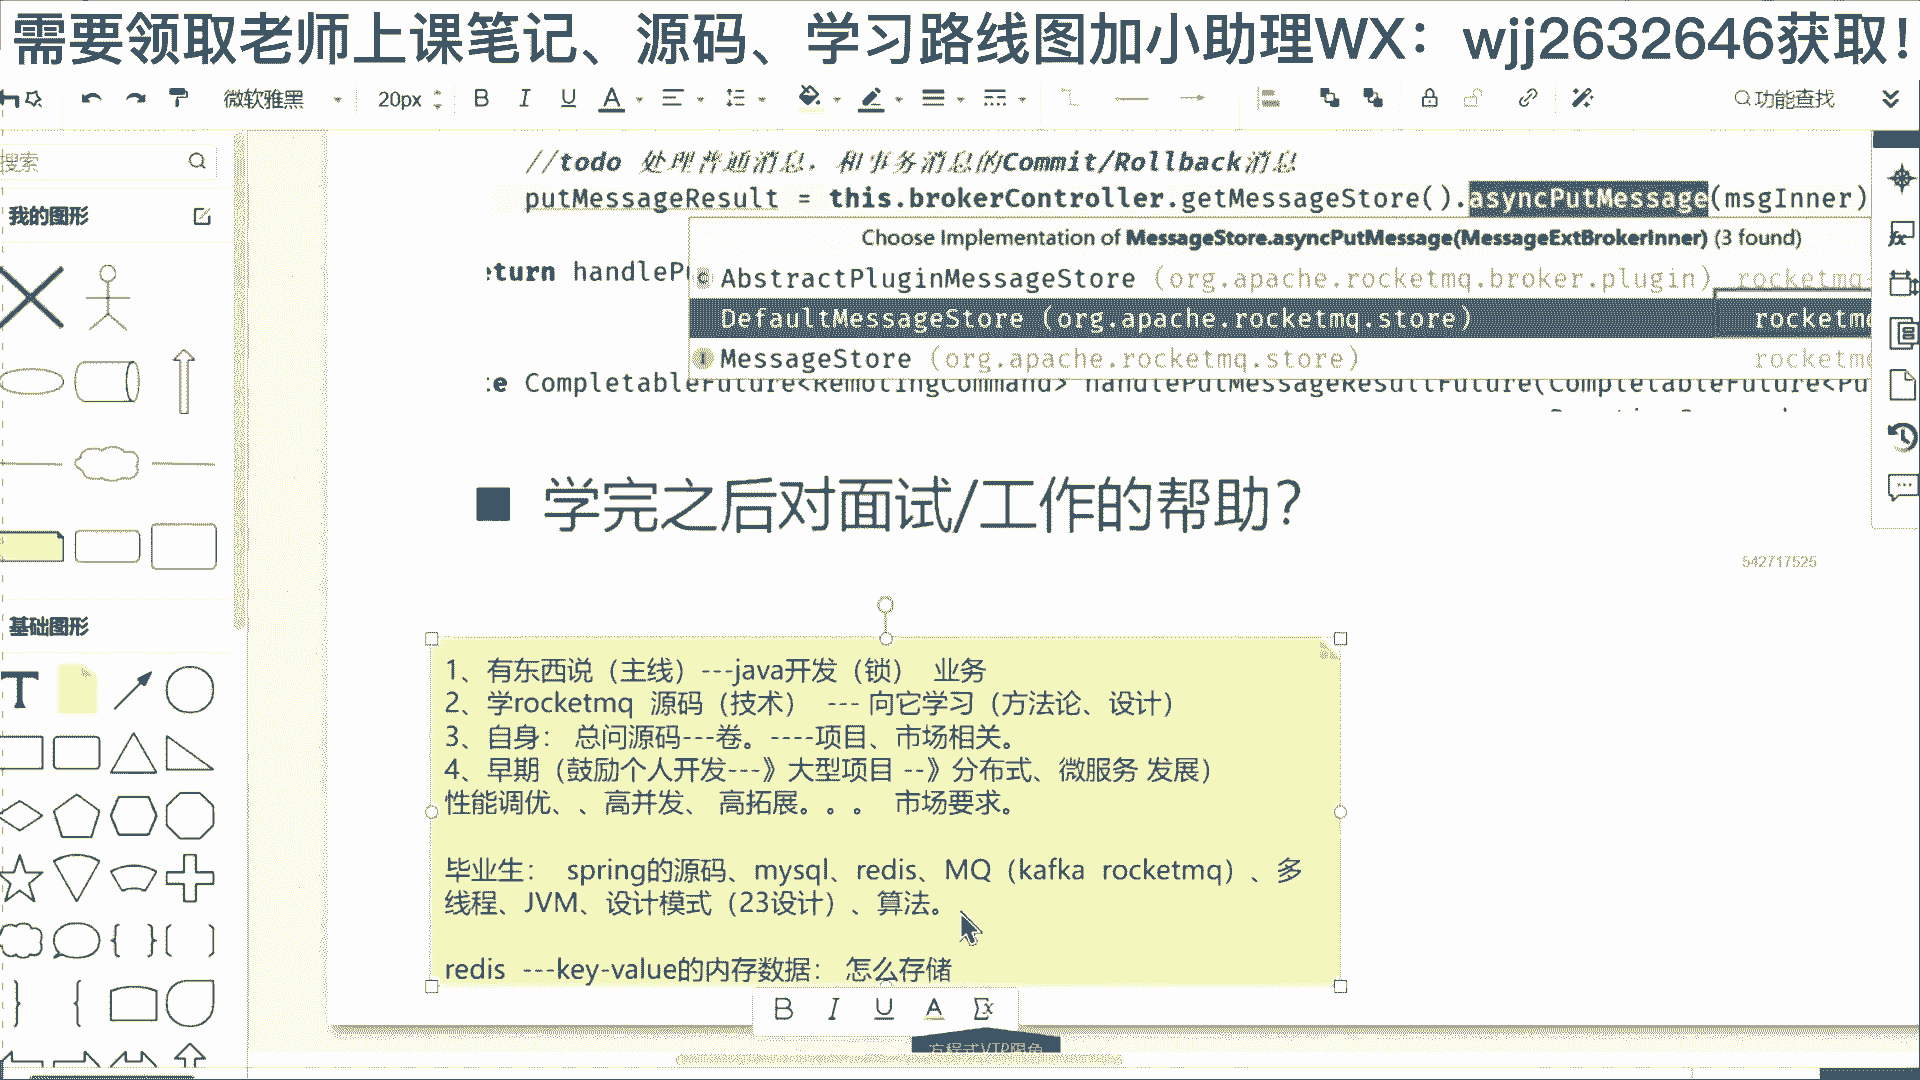 需要领取老师上课笔记、源码、学习路线图加小助理WX：wjj2632646获取！
微软雅黑
20px
B I U A
功能查找
搜索
我的图形
基础图形
//todo 处理普通消息，和事务消息的Commit/Rollback消息
putMessageResult = this.brokerController.getMessageStore().asyncPutMessage(msgInner)
Choose Implementation of MessageStore.asyncPutMessage(MessageExtBrokerInner) (3 found)
turn handleP
AbstractPluginMessageStore (org.apache.rocketmq.broker.plugin) rocketmq-
DefaultMessageStore (org.apache.rocketmq.store) rocketm
MessageStore (org.apache.rocketmq.store) rocketm
e CompletableFuture<RemotingCommand> handlePutMessageResultFuture(CompletableFuture<Pu
■ 学完之后对面试/工作的帮助？
542717525
1、有东西说（主线）---java开发（锁） 业务
2、学rocketmq 源码（技术） --- 向它学习（方法论、设计）
3、自身： 总问源码---卷。----项目、市场相关。
4、早期（鼓励个人开发---》大型项目 --》分布式、微服务 发展）
性能调优、、高并发、 高拓展。。。 市场要求。
毕业生： spring的源码、mysql、redis、MQ（kafka rocketmq）、多
线程、JVM、设计模式（23设计）、算法。
redis ---key-value的内存数据： 怎么存储
B I U A
方程式VIP限免